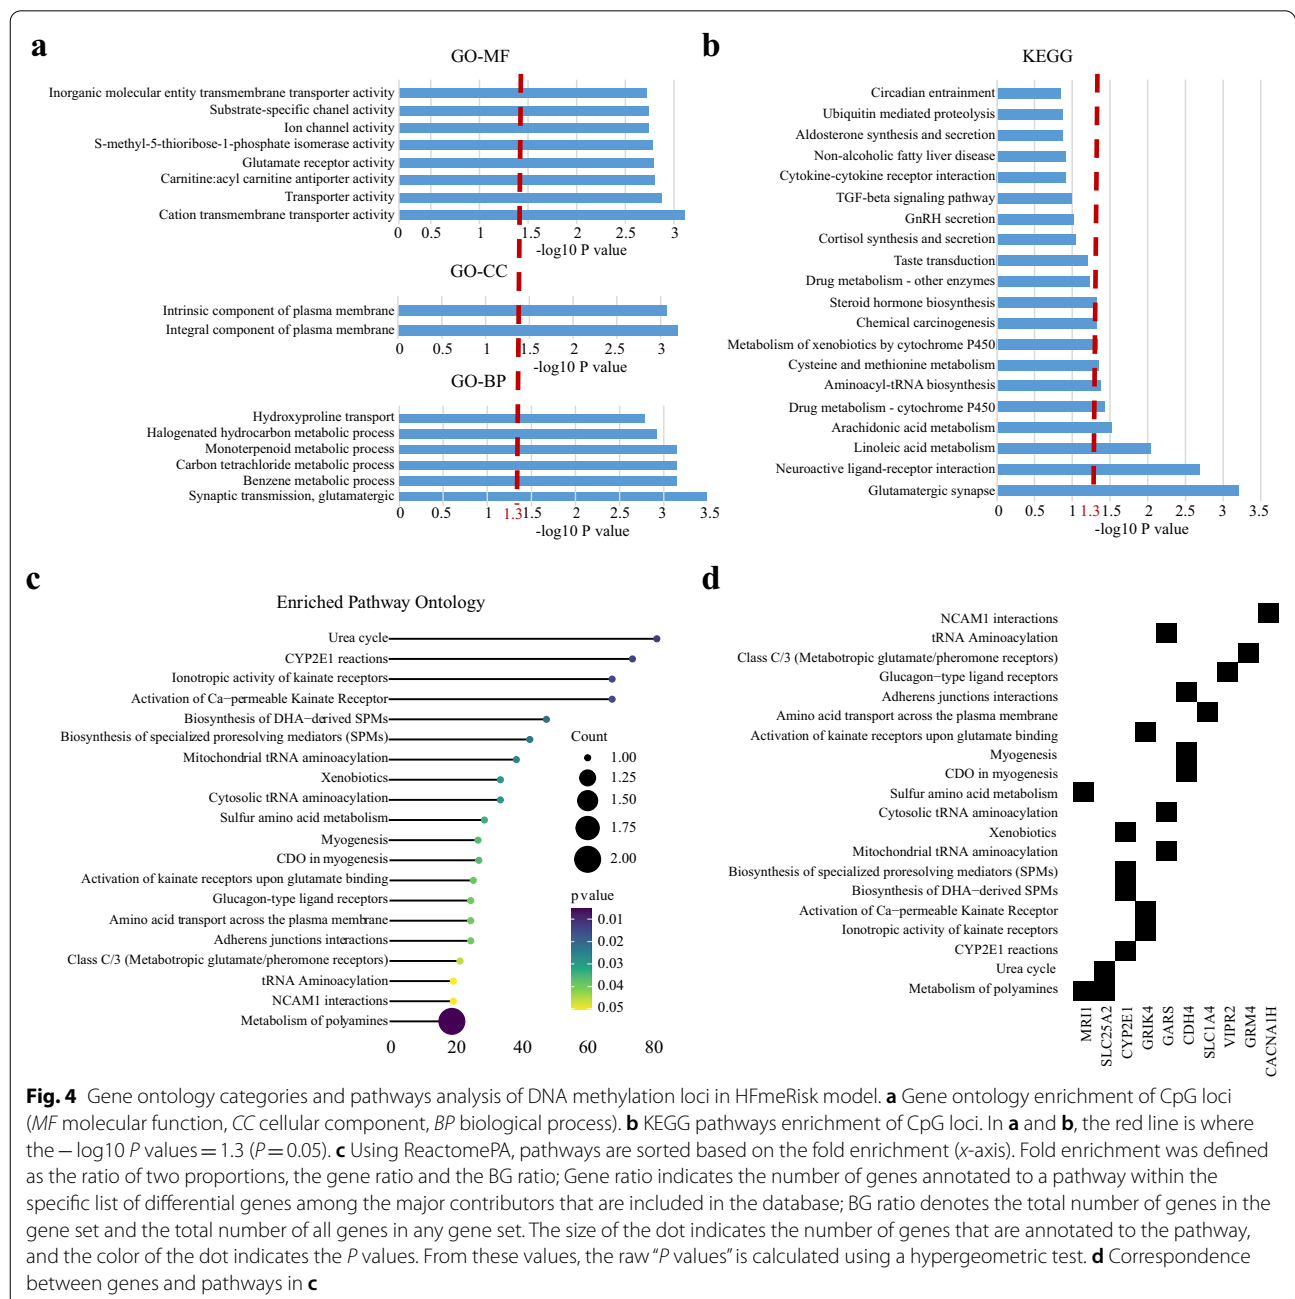 a
GO-MF
Inorganic molecular entity transmembrane transporter activity
Substrate-specific chanel activity
Ion channel activity
S-methyl-5-thioribose-1-phosphate isomerase activity
Glutamate receptor activity
Carnitine:acyl carnitine antiporter activity
Transporter activity
Cation transmembrane transporter activity
0 0.5 1 1.5 2 2.5 3
-log10 P value
GO-CC
Intrinsic component of plasma membrane
Integral component of plasma membrane
0 0.5 1 1.5 2 2.5 3
-log10 P value
GO-BP
Hydroxyproline transport
Halogenated hydrocarbon metabolic process
Monoterpenoid metabolic process
Carbon tetrachloride metabolic process
Benzene metabolic process
Synaptic transmission, glutamatergic
0 0.5 1 1.3 1.5 2 2.5 3 3.5
-log10 P value
b
KEGG
Circadian entrainment
Ubiquitin mediated proteolysis
Aldosterone synthesis and secretion
Non-alcoholic fatty liver disease
Cytokine-cytokine receptor interaction
TGF-beta signaling pathway
GnRH secretion
Cortisol synthesis and secretion
Taste transduction
Drug metabolism - other enzymes
Steroid hormone biosynthesis
Chemical carcinogenesis
Metabolism of xenobiotics by cytochrome P450
Cysteine and methionine metabolism
Aminoacyl-tRNA biosynthesis
Drug metabolism - cytochrome P450
Arachidonic acid metabolism
Linoleic acid metabolism
Neuroactive ligand-receptor interaction
Glutamatergic synapse
0 0.5 1 1.3 1.5 2 2.5 3 3.5
-log10 P value
c
Enriched Pathway Ontology
Urea cycle
CYP2E1 reactions
Ionotropic activity of kainate receptors
Activation of Ca−permeable Kainate Receptor
Biosynthesis of DHA−derived SPMs
Biosynthesis of specialized proresolving mediators (SPMs)
Mitochondrial tRNA aminoacylation
Xenobiotics
Cytosolic tRNA aminoacylation
Sulfur amino acid metabolism
Myogenesis
CDO in myogenesis
Activation of kainate receptors upon glutamate binding
Glucagon-type ligand receptors
Amino acid transport across the plasma membrane
Adherens junctions interactions
Class C/3 (Metabotropic glutamate/pheromone receptors)
tRNA Aminoacylation
NCAM1 interactions
Metabolism of polyamines
0 20 40 60 80
Count
1.00
1.25
1.50
1.75
2.00
p value
0.01
0.02
0.03
0.04
0.05
d
NCAM1 interactions
tRNA Aminoacylation
Class C/3 (Metabotropic glutamate/pheromone receptors)
Glucagon-type ligand receptors
Adherens junctions interactions
Amino acid transport across the plasma membrane
Activation of kainate receptors upon glutamate binding
Myogenesis
CDO in myogenesis
Sulfur amino acid metabolism
Cytosolic tRNA aminoacylation
Xenobiotics
Mitochondrial tRNA aminoacylation
Biosynthesis of specialized proresolving mediators (SPMs)
Biosynthesis of DHA−derived SPMs
Activation of Ca−permeable Kainate Receptor
Ionotropic activity of kainate receptors
CYP2E1 reactions
Urea cycle
Metabolism of polyamines
MRI1
SLC25A2
CYP2E1
GRIK4
GARS
CDH4
SLC1A4
VIPR2
GRM4
CACNA1H
Fig. 4 Gene ontology categories and pathways analysis of DNA methylation loci in HFmeRisk model. a Gene ontology enrichment of CpG loci
(MF molecular function, CC cellular component, BP biological process). b KEGG pathways enrichment of CpG loci. In a and b, the red line is where
the − log10 P values = 1.3 (P = 0.05). c Using ReactomePA, pathways are sorted based on the fold enrichment (x-axis). Fold enrichment was defined
as the ratio of two proportions, the gene ratio and the BG ratio; Gene ratio indicates the number of genes annotated to a pathway within the
specific list of differential genes among the major contributors that are included in the database; BG ratio denotes the total number of genes in the
gene set and the total number of all genes in any gene set. The size of the dot indicates the number of genes that are annotated to the pathway,
and the color of the dot indicates the P values. From these values, the raw “P values” is calculated using a hypergeometric test. d Correspondence
between genes and pathways in c